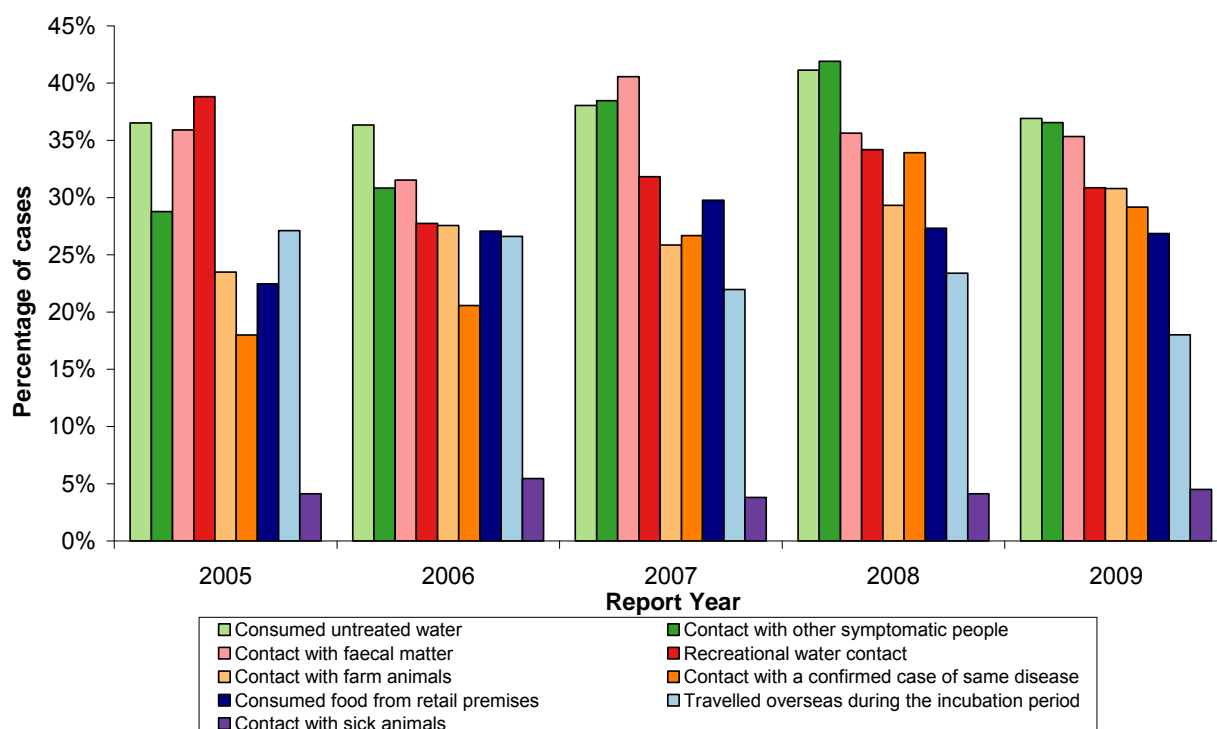 45%
40%
35%
30%
25%
20%
15%
10%
5%
0%
Percentage of cases
2005 2006 2007 2008 2009
Report Year
Consumed untreated water Contact with other symptomatic people
Contact with faecal matter Recreational water contact
Contact with farm animals Contact with a confirmed case of same disease
Consumed food from retail premises Travelled overseas during the incubation period
Contact with sick animals